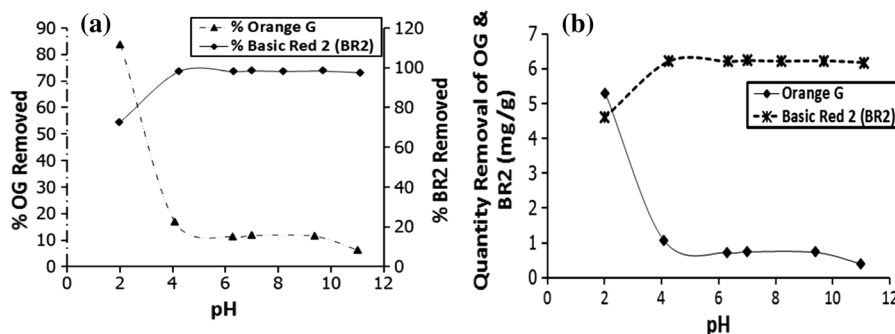 (a)
% Orange G
% Basic Red 2 (BR2)
% OG Removed
90
80
70
60
50
40
30
20
10
0
120
100
80
60
40
20
0
% BR2 Removed
0 2 4 6 8 10 12
pH
(b)
Quantity Removal of OG &
BR2 (mg/g)
7
6
5
4
3
2
1
0
Orange G
Basic Red 2 (BR2)
0 2 4 6 8 10 12
pH